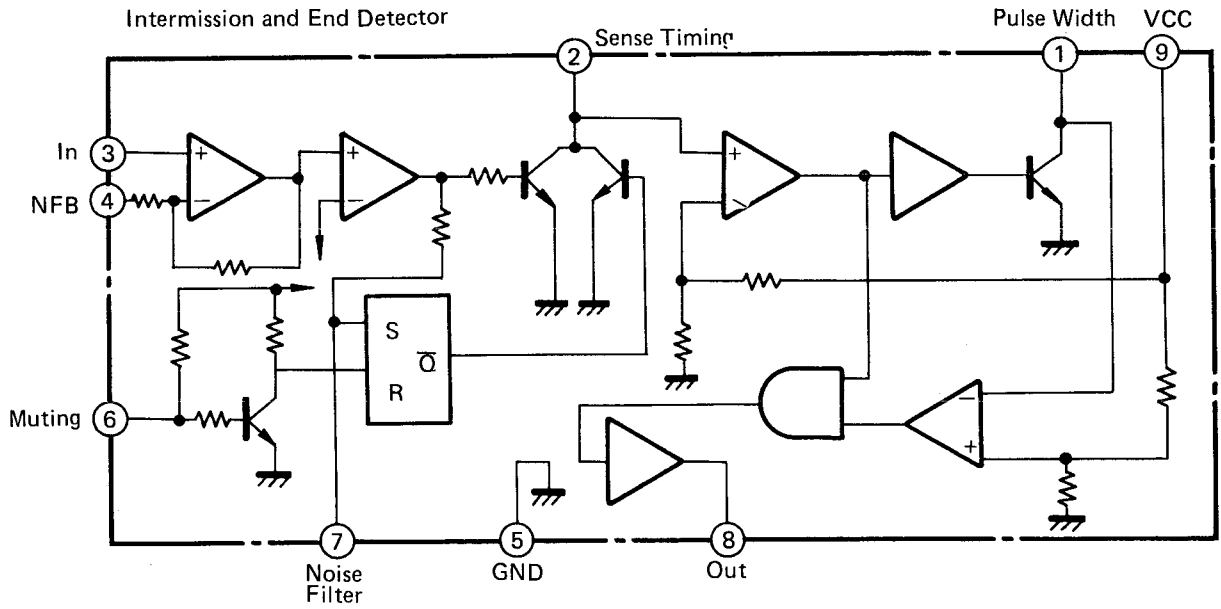 Intermission and End Detector
Pulse Width
VCC
Sense Timing
2
1
9
In
3
+
−
NFB
4
+
−
+
−
S
Q̅
R
Muting
6
−
+
7
5
8
Noise
Filter
GND
Out